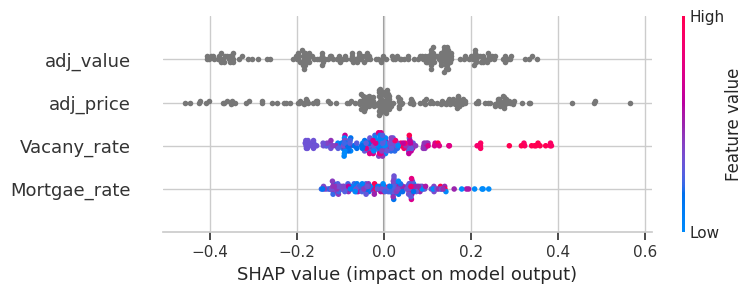 High
adj_value
adj_price
Vacany_rate
Mortgae_rate
Feature value
Low
−0.4 −0.2 0.0 0.2 0.4 0.6
SHAP value (impact on model output)